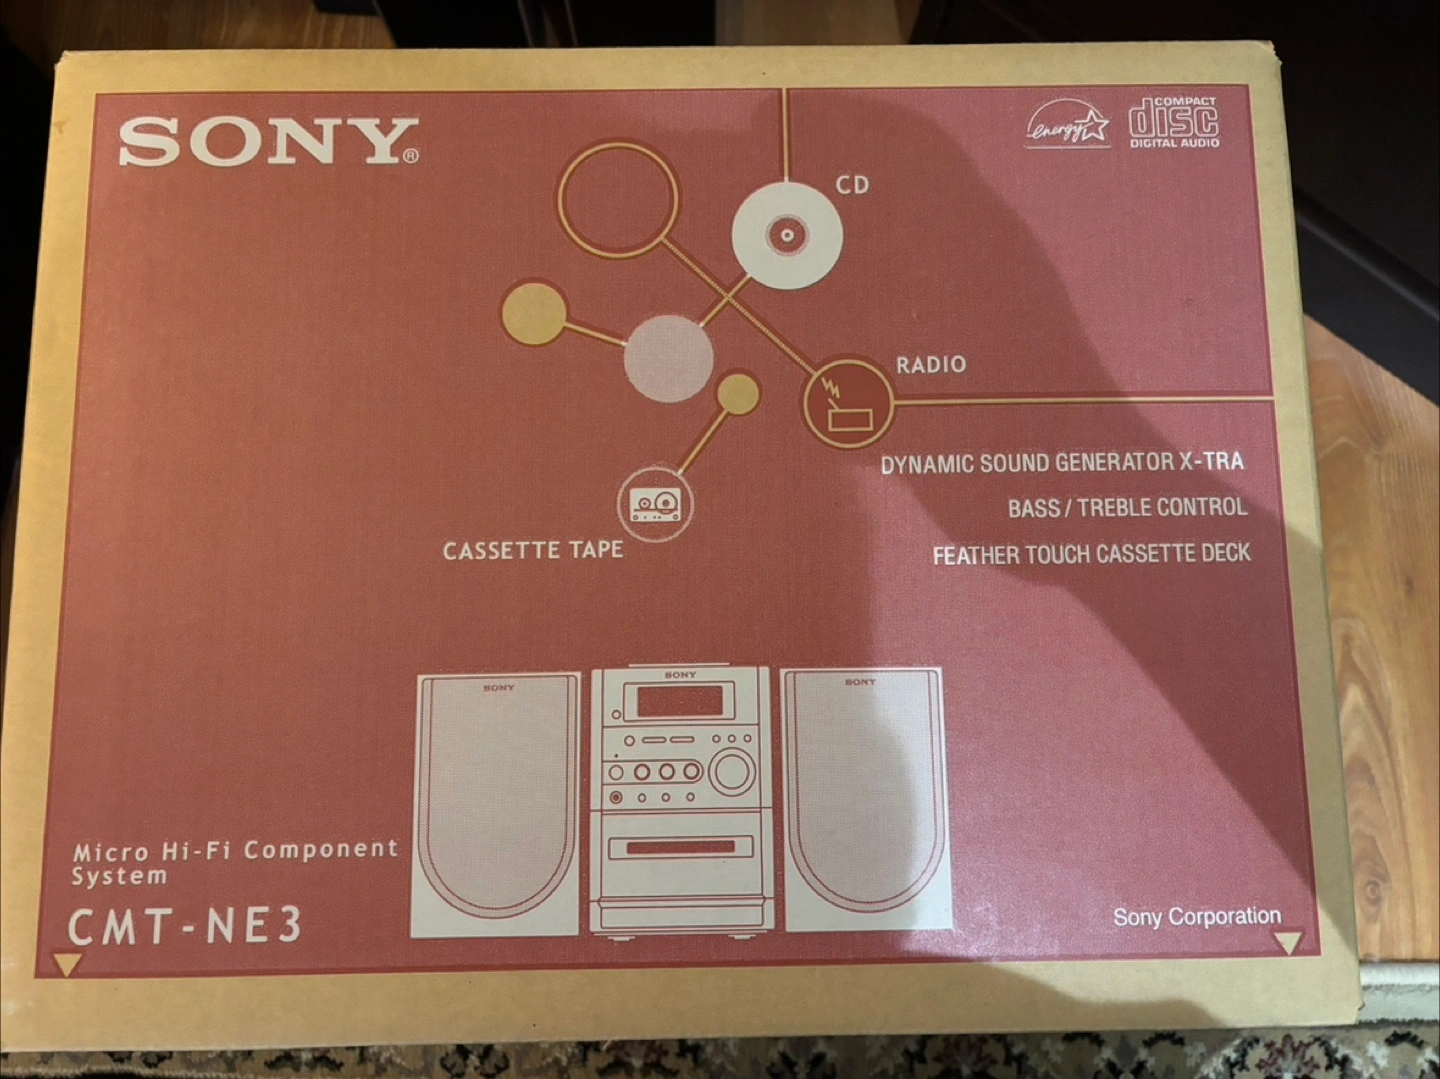 SONY®
energy
COMPACT
disc
DIGITAL AUDIO
CD
RADIO
DYNAMIC SOUND GENERATOR X-TRA
BASS / TREBLE CONTROL
FEATHER TOUCH CASSETTE DECK
CASSETTE TAPE
SONY
SONY
SONY
Micro Hi-Fi Component
System
CMT-NE3
Sony Corporation